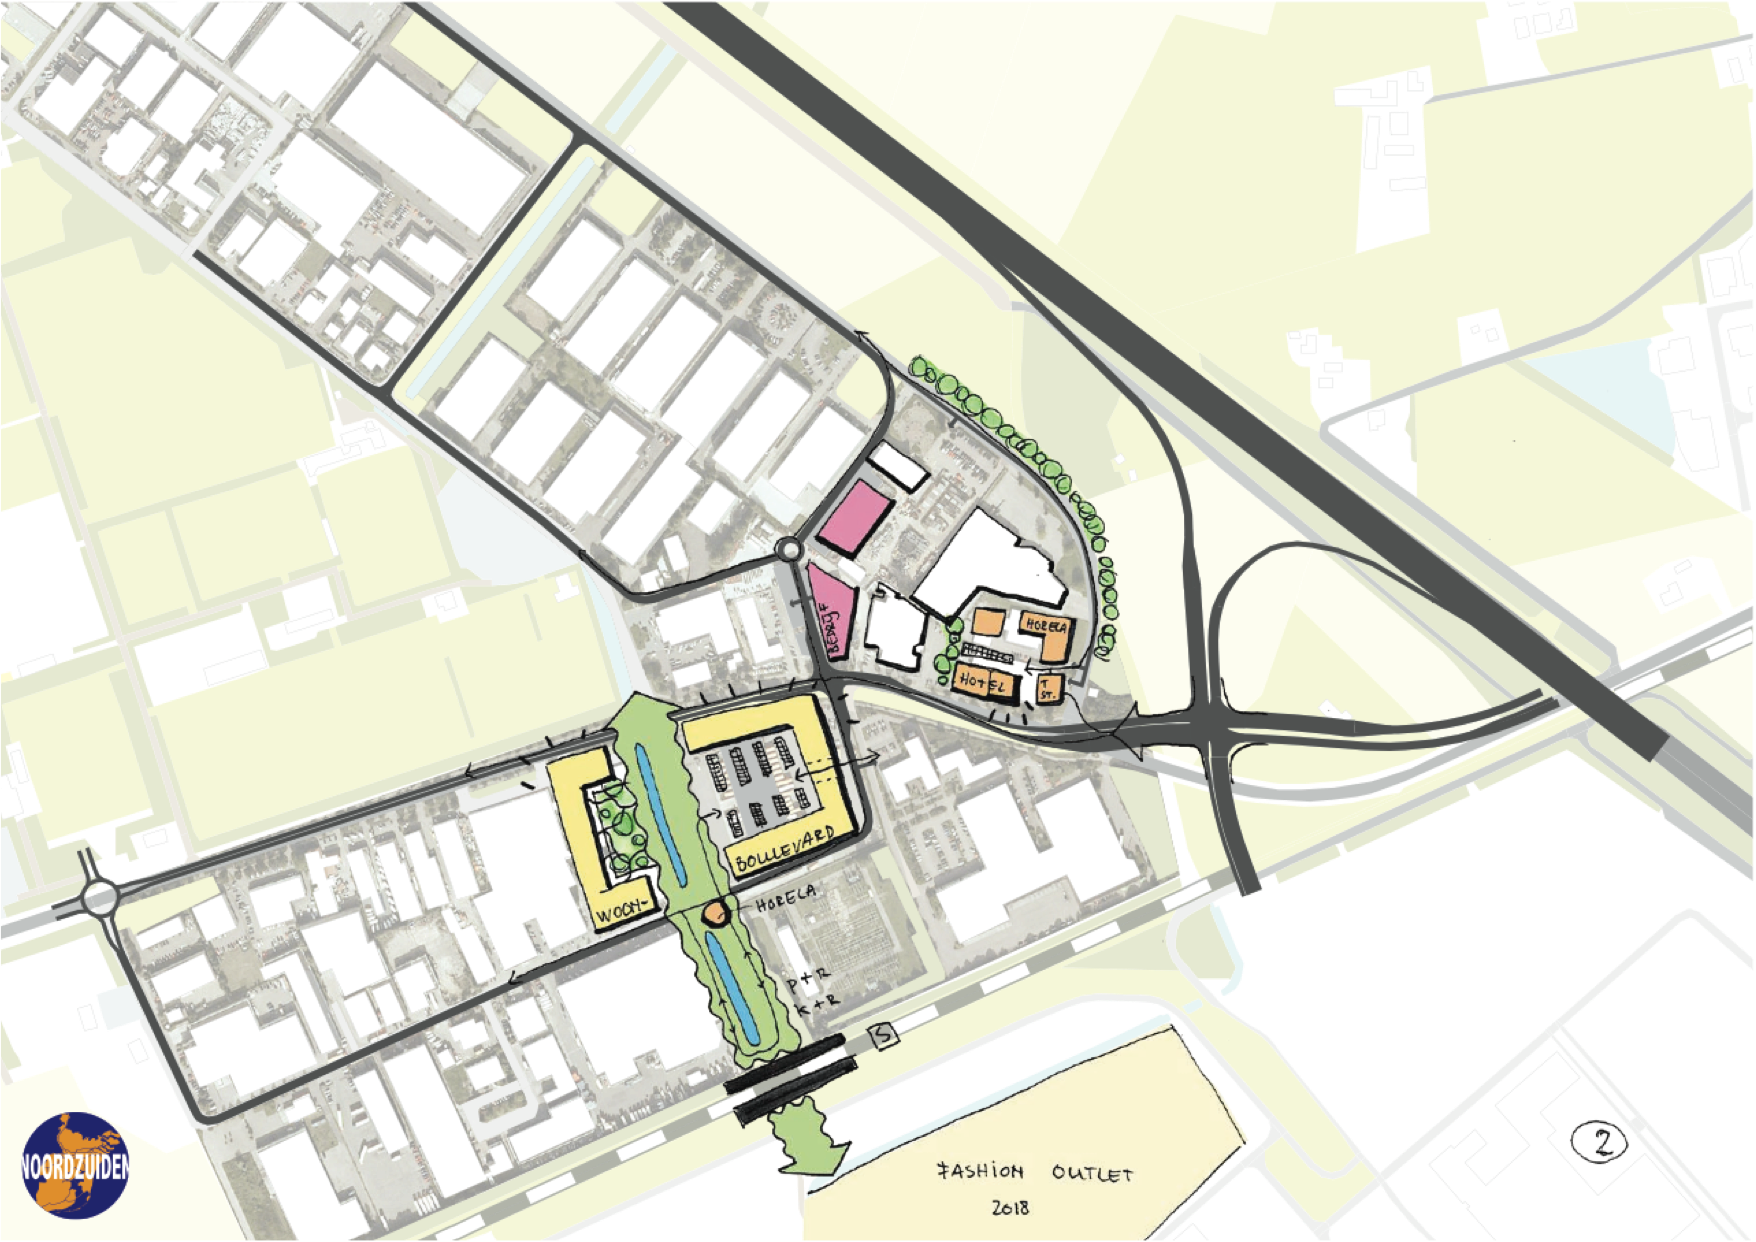 BEDRIJF
HORECA
HOTEL
T
ST.
BOULEVARD
WOON-
HORECA
P+R
K+R
S
FASHION OUTLET
2018
2
NOORDZUIDEN